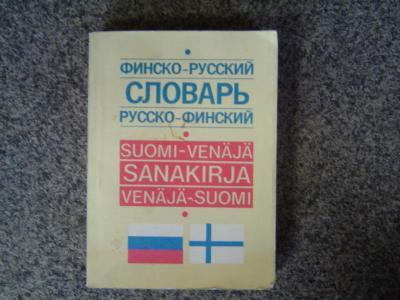 ФИНСКО-РУССКИЙ
СЛОВАРЬ
РУССКО-ФИНСКИЙ
SUOMI-VENÄJÄ
SANAKIRJA
VENÄJÄ-SUOMI